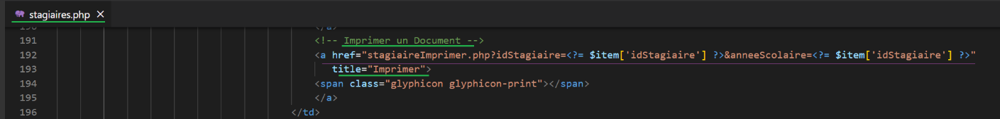 stagiaires.php
190 </a>
191 <!-- Imprimer un Document -->
192 <a href="stagiaireImprimer.php?idStagiaire=<?= $item['idStagiaire'] ?>&anneeScolaire=<?= $item['idStagiaire'] ?>"
193 title="Imprimer">
194 <span class="glyphicon glyphicon-print"></span>
195 </a>
196 </td>